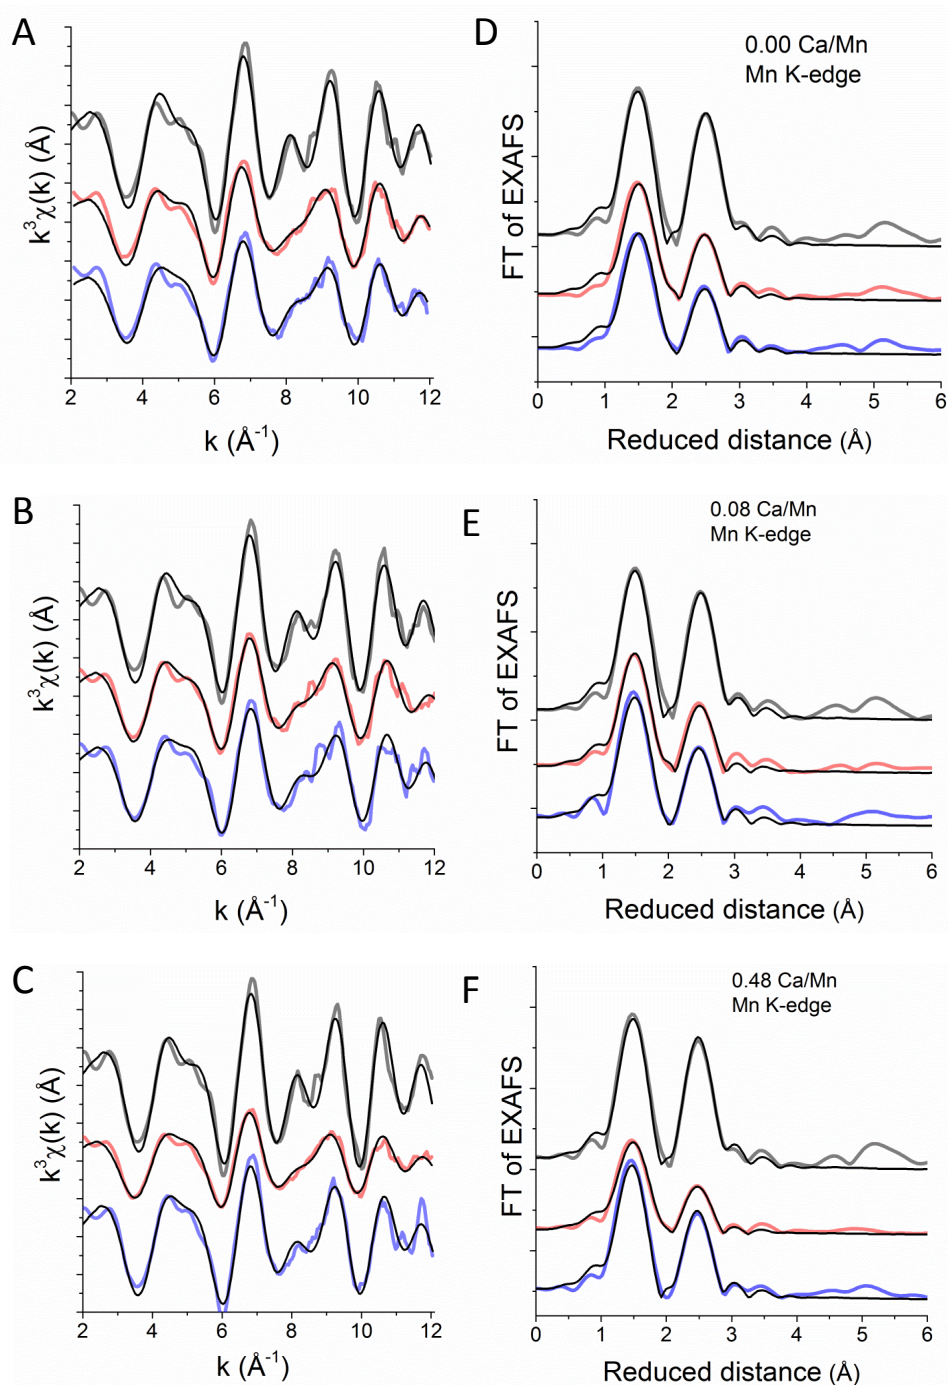 A
k³χ(k) (Å)
2 4 6 8 10 12
k (Å⁻¹)
D
0.00 Ca/Mn
Mn K-edge
FT of EXAFS
0 1 2 3 4 5 6
Reduced distance (Å)
B
k³χ(k) (Å)
2 4 6 8 10 12
k (Å⁻¹)
E
0.08 Ca/Mn
Mn K-edge
FT of EXAFS
0 1 2 3 4 5 6
Reduced distance (Å)
C
k³χ(k) (Å)
2 4 6 8 10 12
k (Å⁻¹)
F
0.48 Ca/Mn
Mn K-edge
FT of EXAFS
0 1 2 3 4 5 6
Reduced distance (Å)